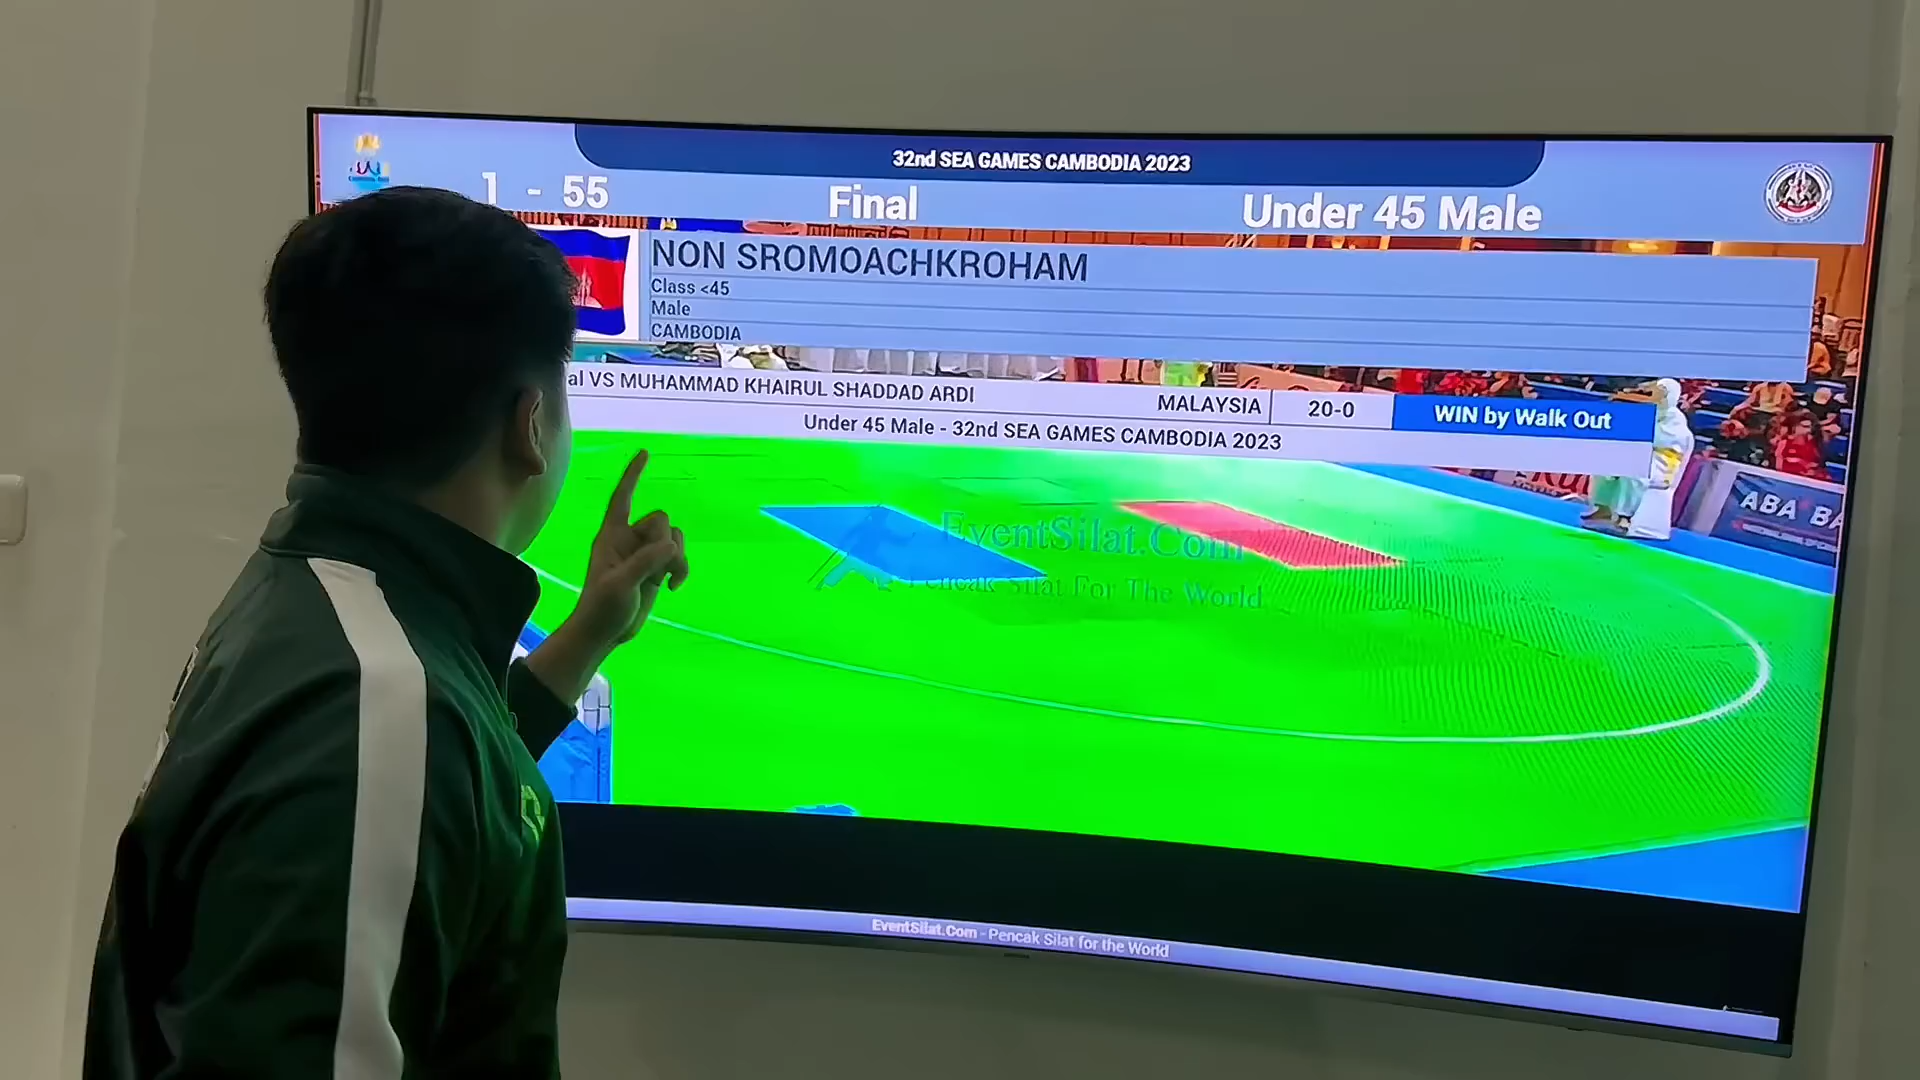 32nd SEA GAMES CAMBODIA 2023
1 - 55 Final Under 45 Male
NON SROMOACHKROHAM
Class <45
Male
CAMBODIA
al VS MUHAMMAD KHAIRUL SHADDAD ARDI MALAYSIA 20-0 WIN by Walk Out
Under 45 Male - 32nd SEA GAMES CAMBODIA 2023
ABA BA
EventSilat.Com
Pencak Silat For The World
EventSilat.Com - Pencak Silat for the World